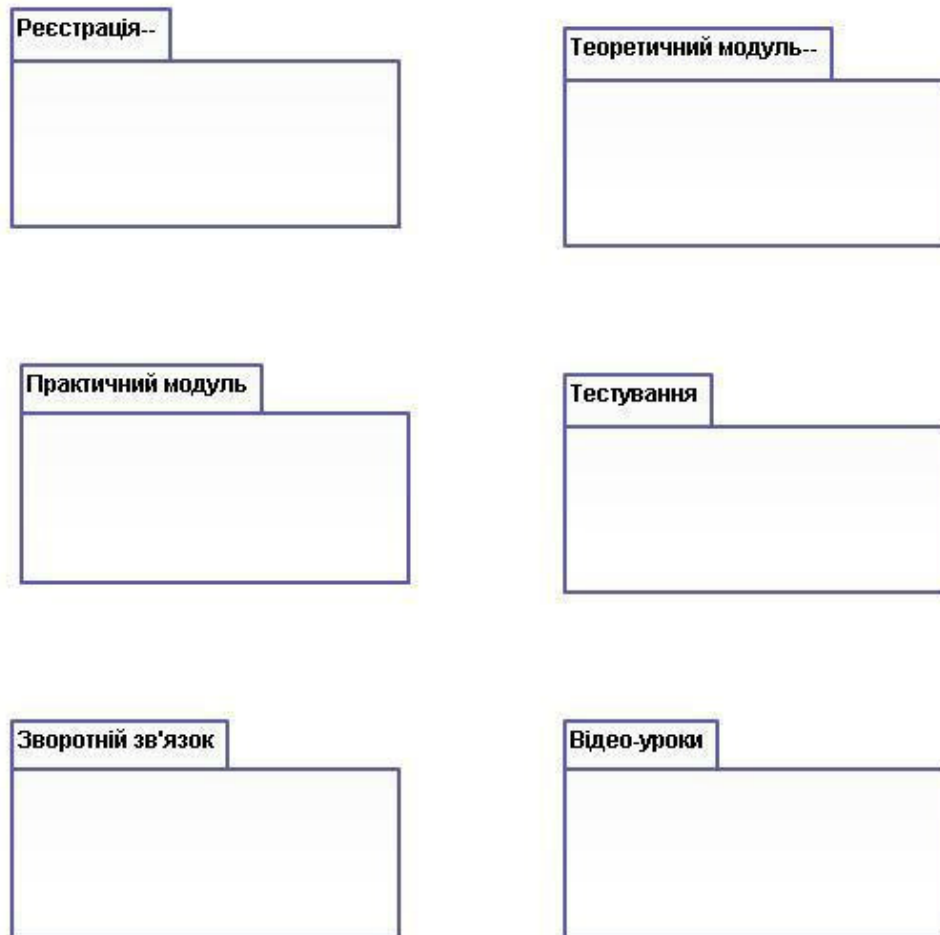 Реєстрація--
Теоретичний модуль--
Практичний модуль
Тестування
Зворотній зв'язок
Відео-уроки